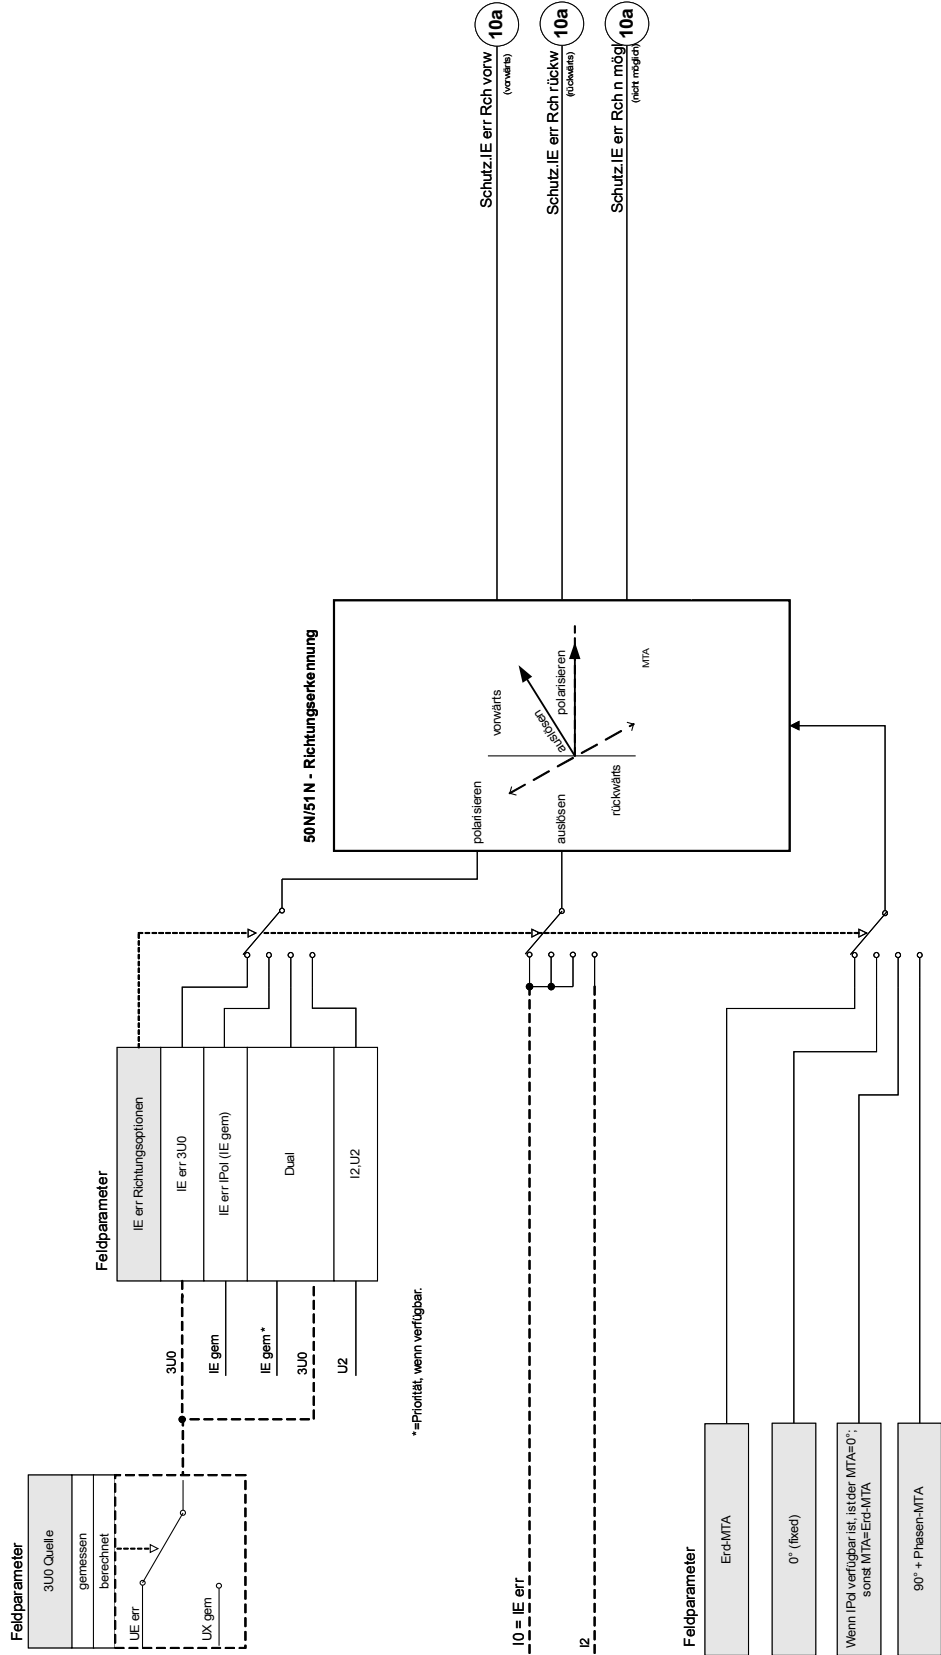 Feldparameter
3U0 Quelle
gemessen
berechnet
UE err
UX gem
3U0
IE gem
IE gem *
3U0
U2
Feldparameter
IE err Richtungsoptionen
IE err 3U0
IE err IPol (IE gem)
Dual
I2,U2
*=Priorität, wenn verfügbar.
I0 = IE err
I2
Feldparameter
Erd-MTA
0° (fixed)
Wenn IPol verfügbar ist, ist der MTA=0°;
sonst MTA=Erd-MTA
90° + Phasen-MTA
50N/51N - Richtungserkennung
polarisieren
auslösen
vorwärts
auslösen
polarisieren
rückwärts
MTA
Schutz.IE err Rch vorw
(vorwärts)
10a
Schutz.IE err Rch rückw
(rückwärts)
10a
Schutz.IE err Rch n mögl
(nicht möglich)
10a